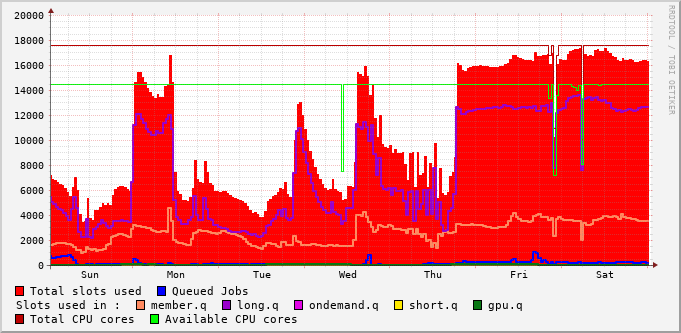 20000
18000
16000
14000
12000
10000
8000
6000
4000
2000
0
Sun Mon Tue Wed Thu Fri Sat
RRDTOOL / TOBI OETIKER
Total slots used Queued Jobs
Slots used in : member.q long.q ondemand.q short.q gpu.q
Total CPU cores Available CPU cores